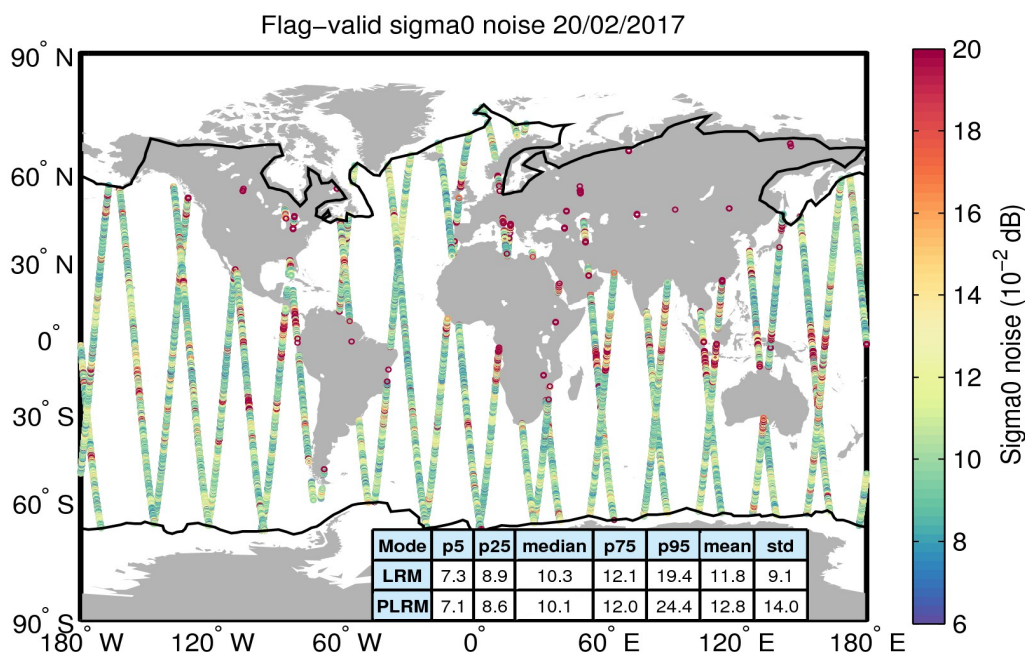 Flag−valid sigma0 noise 20/02/2017
90° N
60° N
30° N
0°
30° S
60° S
90° S
180° W
120° W
60° W
0° E
60° E
120° E
180° E
Mode p5 p25 median p75 p95 mean std
LRM 7.3 8.9 10.3 12.1 19.4 11.8 9.1
PLRM 7.1 8.6 10.1 12.0 24.4 12.8 14.0
20
18
16
14
12
10
8
6
Sigma0 noise (10⁻² dB)